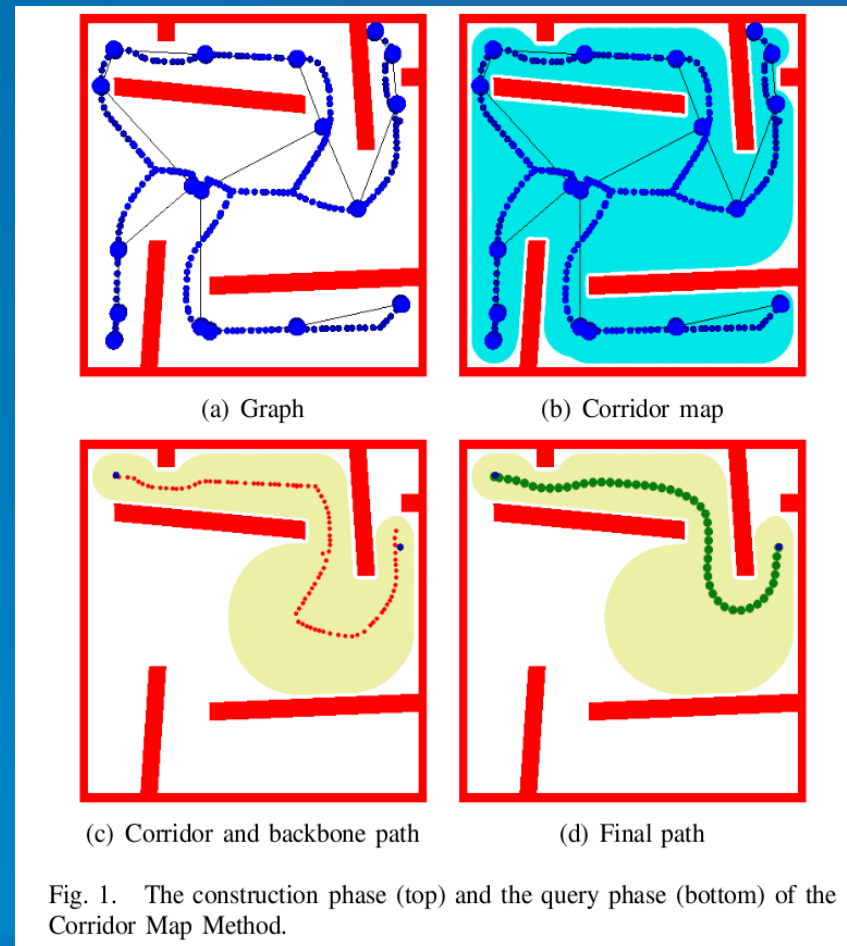 (a) Graph
(b) Corridor map
(c) Corridor and backbone path
(d) Final path
Fig. 1. The construction phase (top) and the query phase (bottom) of the
Corridor Map Method.